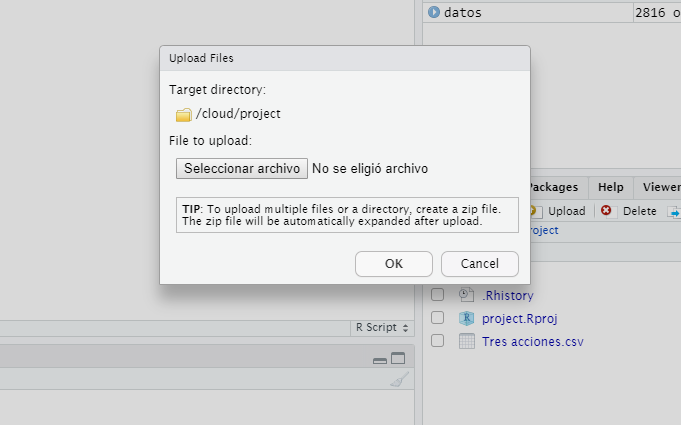 datos 2816 o
Upload Files
Target directory:
/cloud/project
File to upload:
Seleccionar archivo No se eligió archivo
TIP: To upload multiple files or a directory, create a zip file.
The zip file will be automatically expanded after upload.
OK Cancel
Packages Help Viewer
Upload Delete
oject
.Rhistory
project.Rproj
Tres acciones.csv
R Script